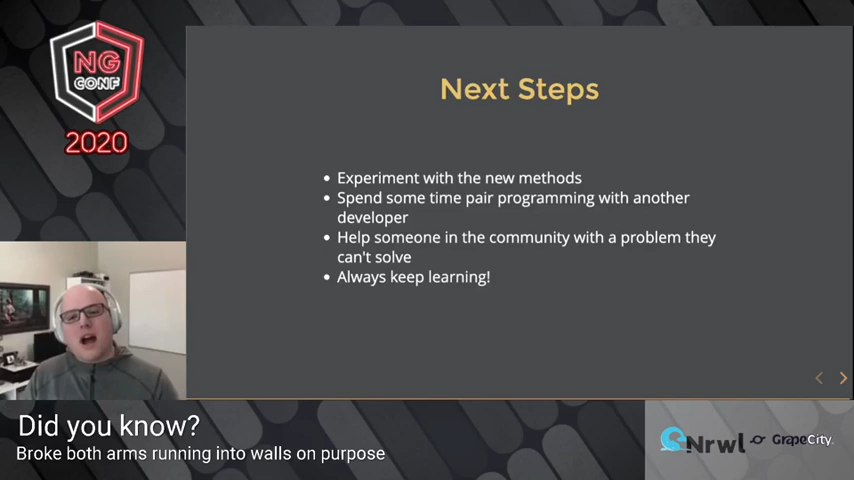 NG
CONF
2020
Next Steps
Experiment with the new methods
Spend some time pair programming with another
developer
Help someone in the community with a problem they
can't solve
Always keep learning!
Did you know?
Broke both arms running into walls on purpose
Nrwl
GrapeCity